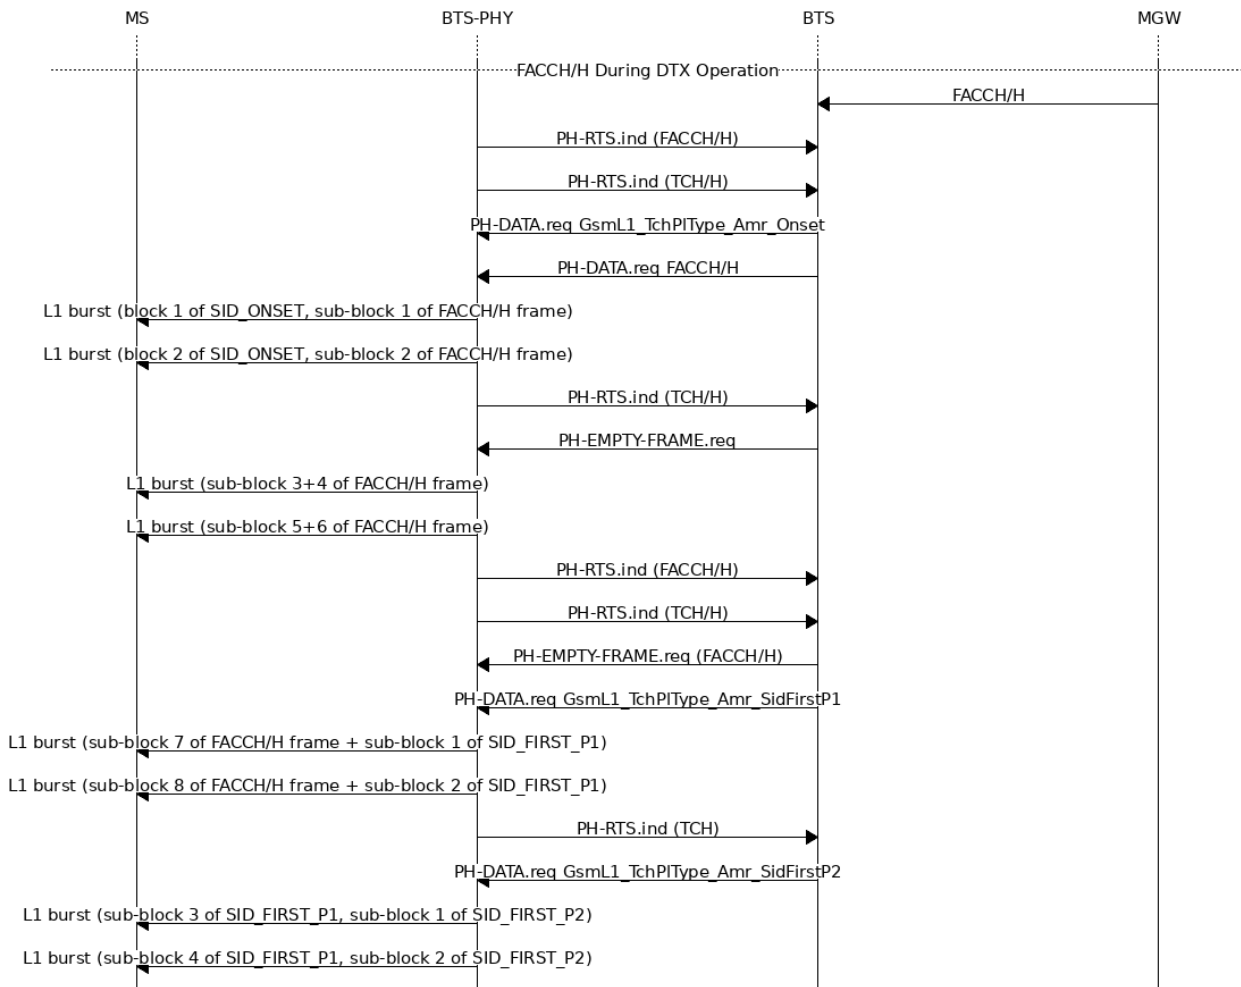 MS BTS-PHY BTS MGW
FACCH/H During DTX Operation
FACCH/H
PH-RTS.ind (FACCH/H)
PH-RTS.ind (TCH/H)
PH-DATA.req GsmL1_TchPlType_Amr_Onset
PH-DATA.req FACCH/H
L1 burst (block 1 of SID_ONSET, sub-block 1 of FACCH/H frame)
L1 burst (block 2 of SID_ONSET, sub-block 2 of FACCH/H frame)
PH-RTS.ind (TCH/H)
PH-EMPTY-FRAME.req
L1 burst (sub-block 3+4 of FACCH/H frame)
L1 burst (sub-block 5+6 of FACCH/H frame)
PH-RTS.ind (FACCH/H)
PH-RTS.ind (TCH/H)
PH-EMPTY-FRAME.req (FACCH/H)
PH-DATA.req GsmL1_TchPlType_Amr_SidFirstP1
L1 burst (sub-block 7 of FACCH/H frame + sub-block 1 of SID_FIRST_P1)
L1 burst (sub-block 8 of FACCH/H frame + sub-block 2 of SID_FIRST_P1)
PH-RTS.ind (TCH)
PH-DATA.req GsmL1_TchPlType_Amr_SidFirstP2
L1 burst (sub-block 3 of SID_FIRST_P1, sub-block 1 of SID_FIRST_P2)
L1 burst (sub-block 4 of SID_FIRST_P1, sub-block 2 of SID_FIRST_P2)